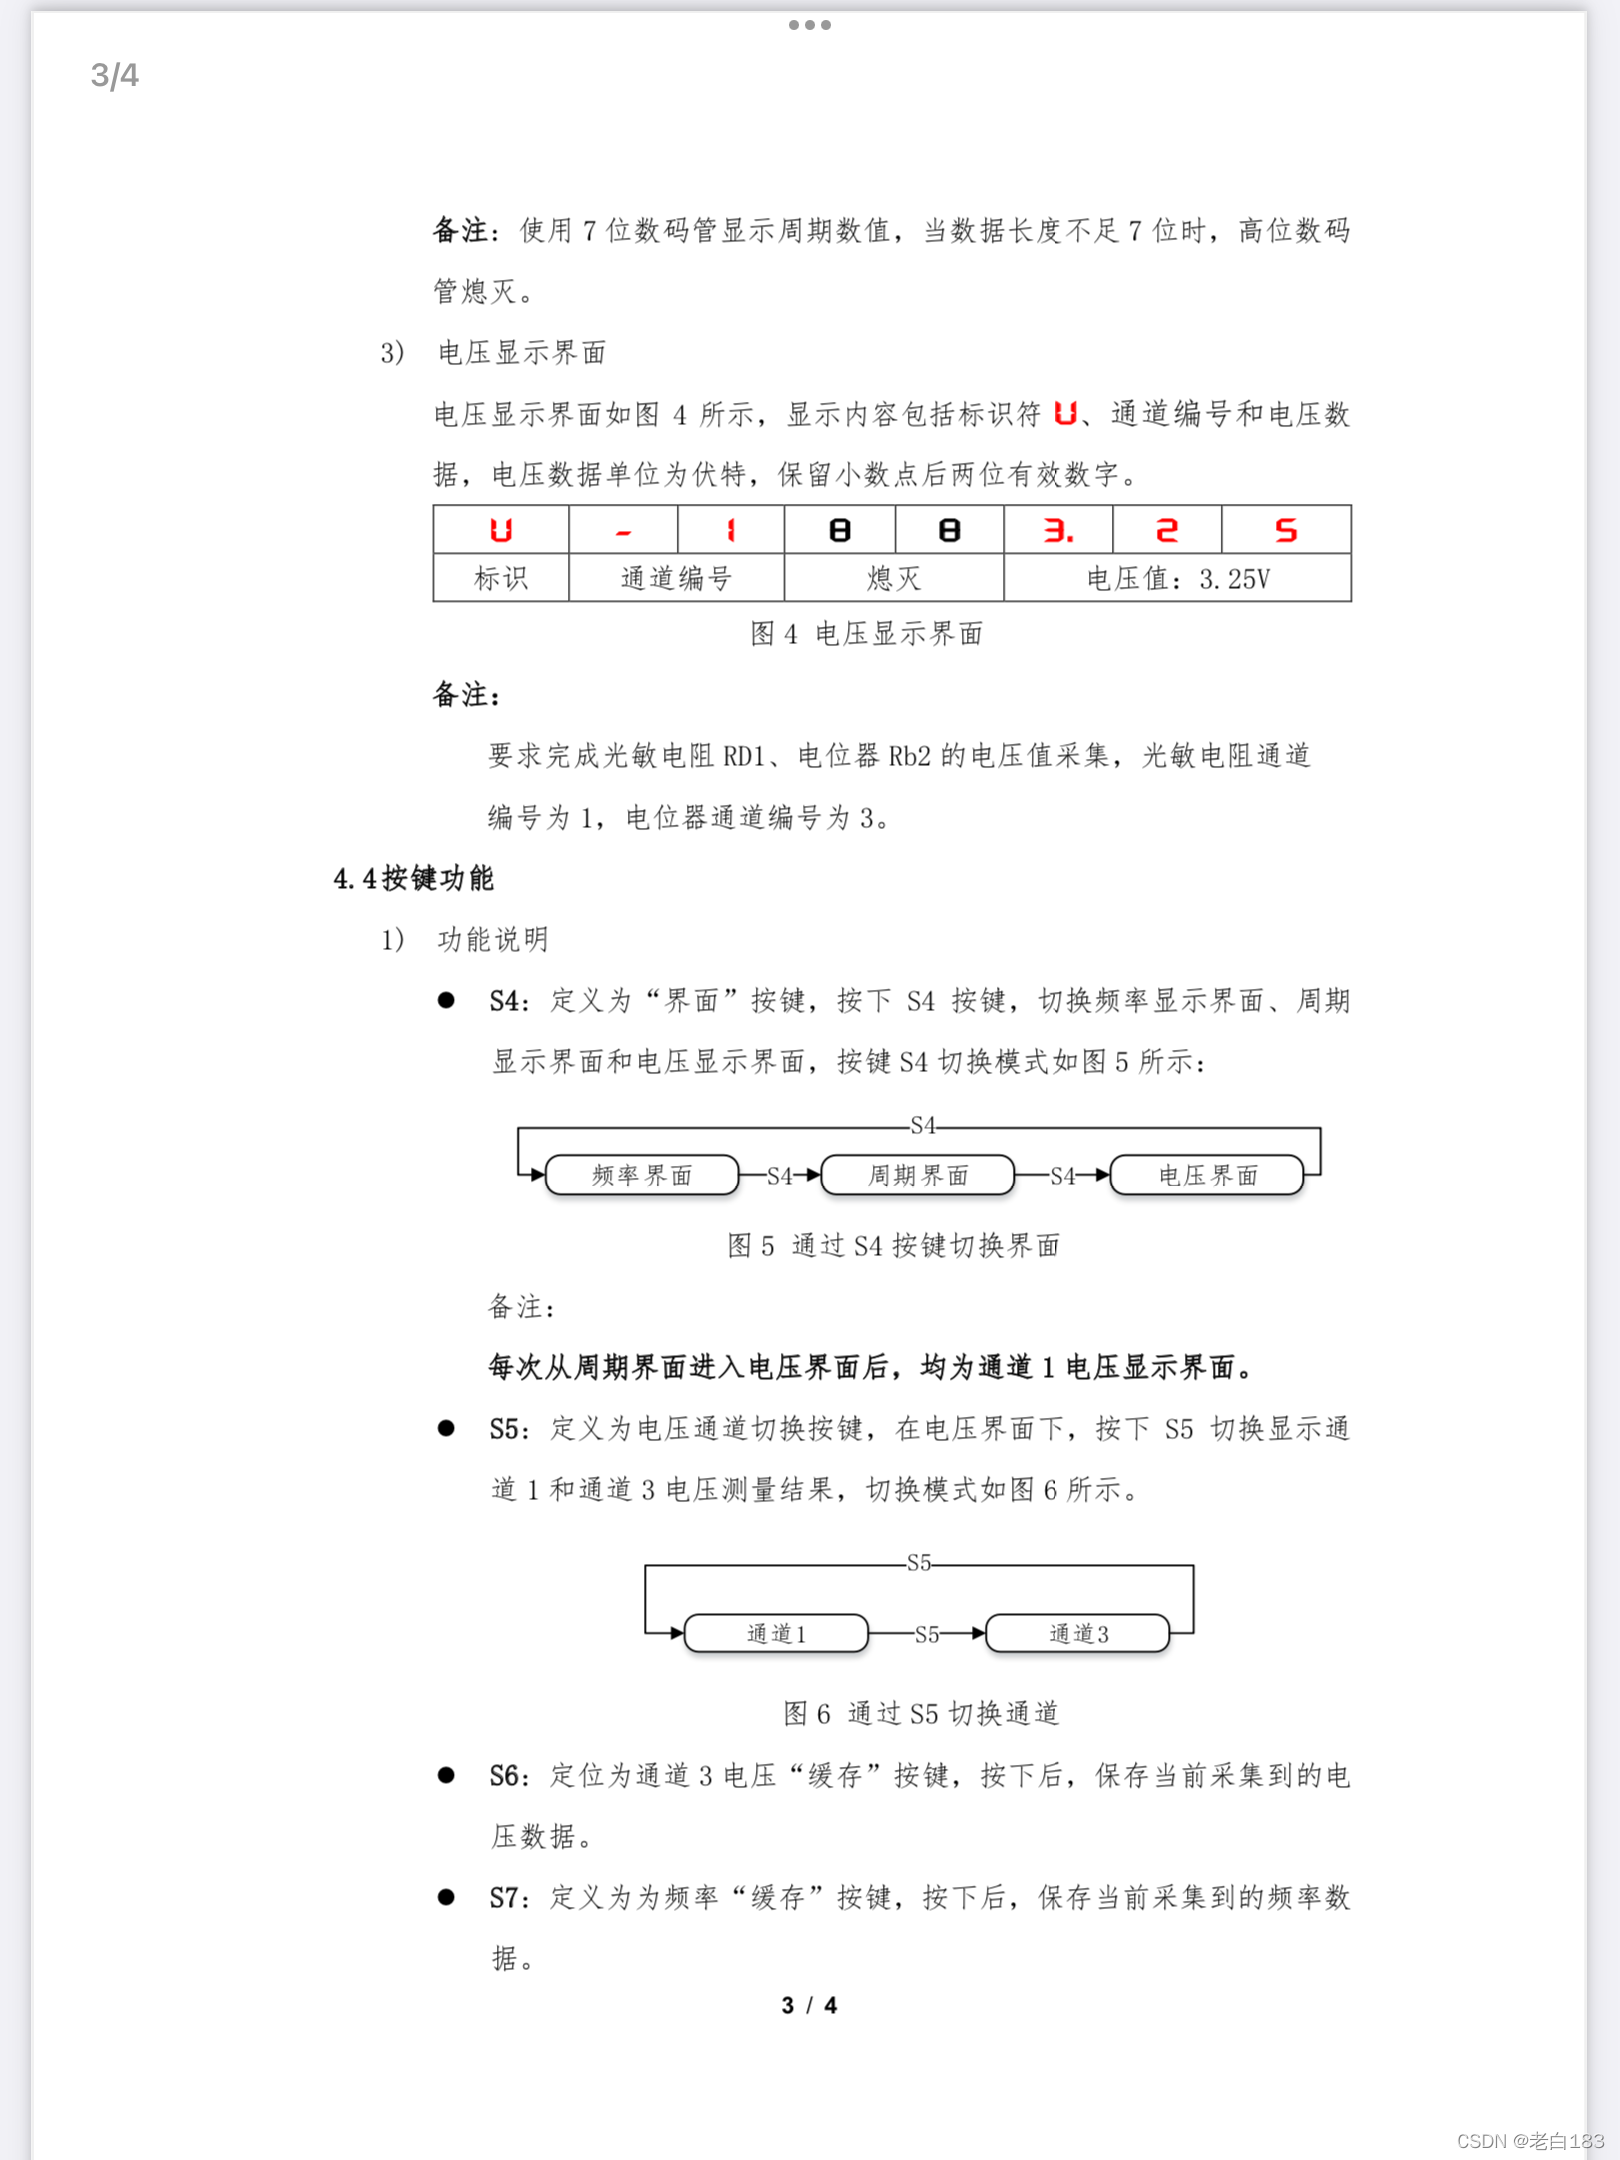 3/4
备注：使用 7 位数码管显示周期数值，当数据长度不足 7 位时，高位数码
管熄灭。
3) 电压显示界面
电压显示界面如图 4 所示，显示内容包括标识符 U、通道编号和电压数
据，电压数据单位为伏特，保留小数点后两位有效数字。
U - 1 8 8 3. 2 5
标识 通道编号 熄灭 电压值：3.25V
图 4 电压显示界面
备注：
要求完成光敏电阻 RD1、电位器 Rb2 的电压值采集，光敏电阻通道
编号为 1，电位器通道编号为 3。
4.4按键功能
1) 功能说明
● S4：定义为“界面”按键，按下 S4 按键，切换频率显示界面、周期
显示界面和电压显示界面，按键 S4 切换模式如图 5 所示：
S4
频率界面 S4 周期界面 S4 电压界面
图 5 通过 S4 按键切换界面
备注：
每次从周期界面进入电压界面后，均为通道 1 电压显示界面。
● S5：定义为电压通道切换按键，在电压界面下，按下 S5 切换显示通
道 1 和通道 3 电压测量结果，切换模式如图 6 所示。
S5
通道1 S5 通道3
图 6 通过 S5 切换通道
● S6：定位为通道 3 电压“缓存”按键，按下后，保存当前采集到的电
压数据。
● S7：定义为为频率“缓存”按键，按下后，保存当前采集到的频率数
据。
3 / 4
CSDN @老白183